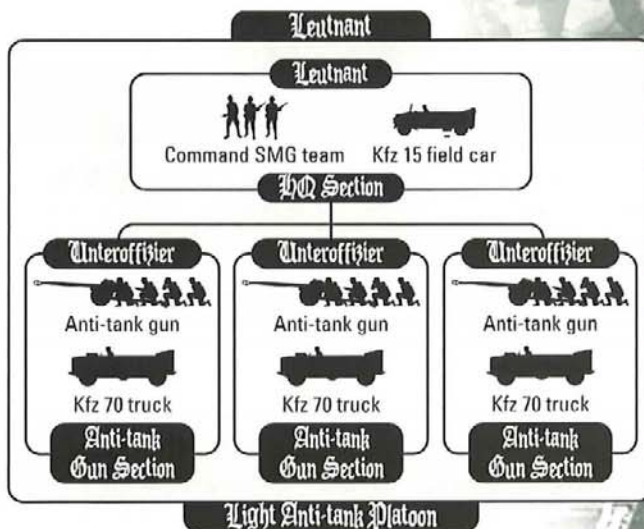 Leutnant
Leutnant
Command SMG team Kfz 15 field car
HQ Section
Unteroffizier Unteroffizier Unteroffizier
Anti-tank gun Anti-tank gun Anti-tank gun
Kfz 70 truck Kfz 70 truck Kfz 70 truck
Anti-tank Anti-tank Anti-tank
Gun Section Gun Section Gun Section
Light Anti-tank Platoon